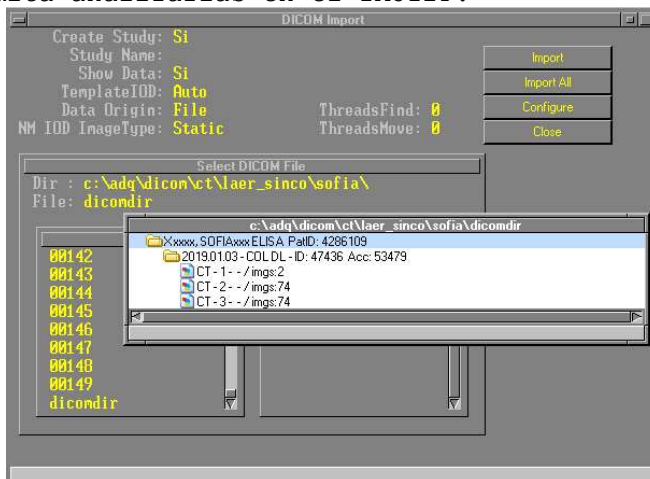 DICOM Import
Create Study: Si
Study Name:
Show Data: Si
TemplateIOD: Auto
Data Origin: File
ThreadsFind: 0
NM IOD ImageType: Static
ThreadsMove: 0
Import
Import All
Configure
Close
Select DICOM File
Dir : c:\adq\dicom\ct\laer_sinco\sofia\
File: dicomdir
c:\adq\dicom\ct\laer_sinco\sofia\dicomdir
Xxxxx, SOFIAxxx ELISA PatID: 4286109
2019.01.03 - COL DL - ID: 47436 Acc: 53479
CT - 1 - - / imgs:2
CT - 2 - - / imgs:74
CT - 3 - - / imgs:74
00142
00143
00144
00145
00146
00147
00148
00149
dicomdir